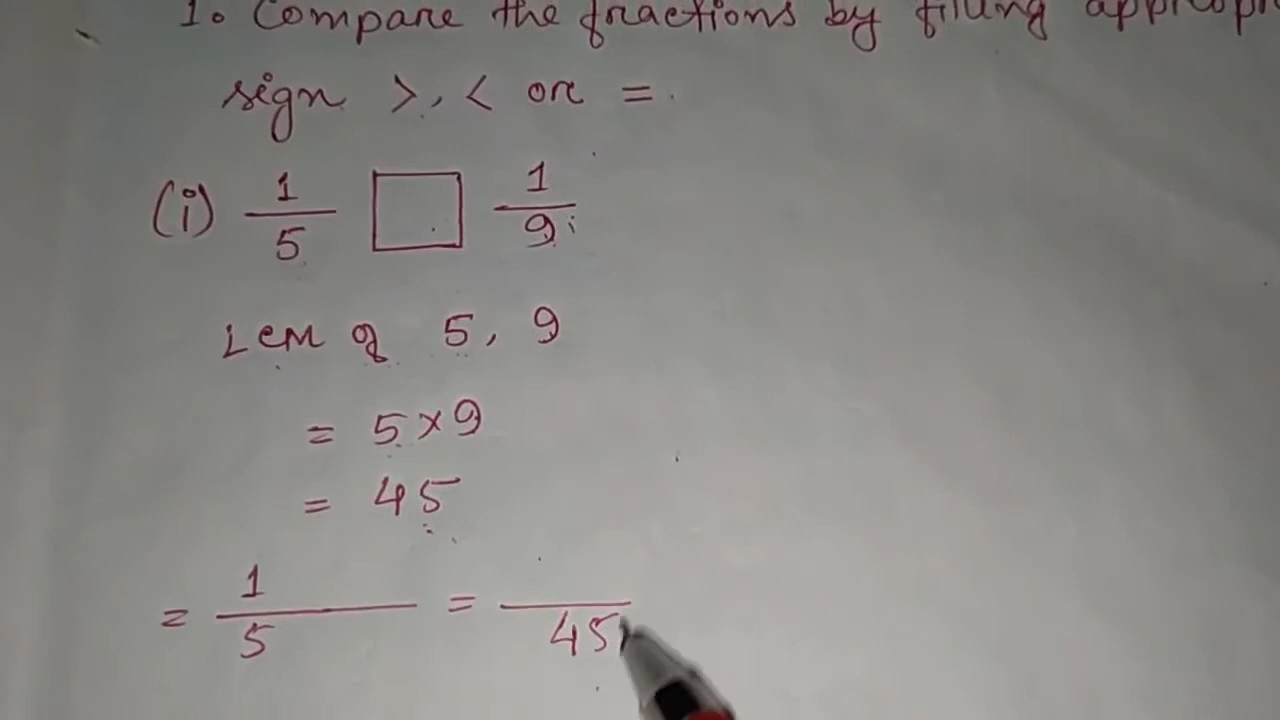 1. Compare the fractions by filling
sign >, < or = .
(i) 1/5 □ 1/9
LCM of 5, 9
= 5×9
= 45
= 1/5 = /45